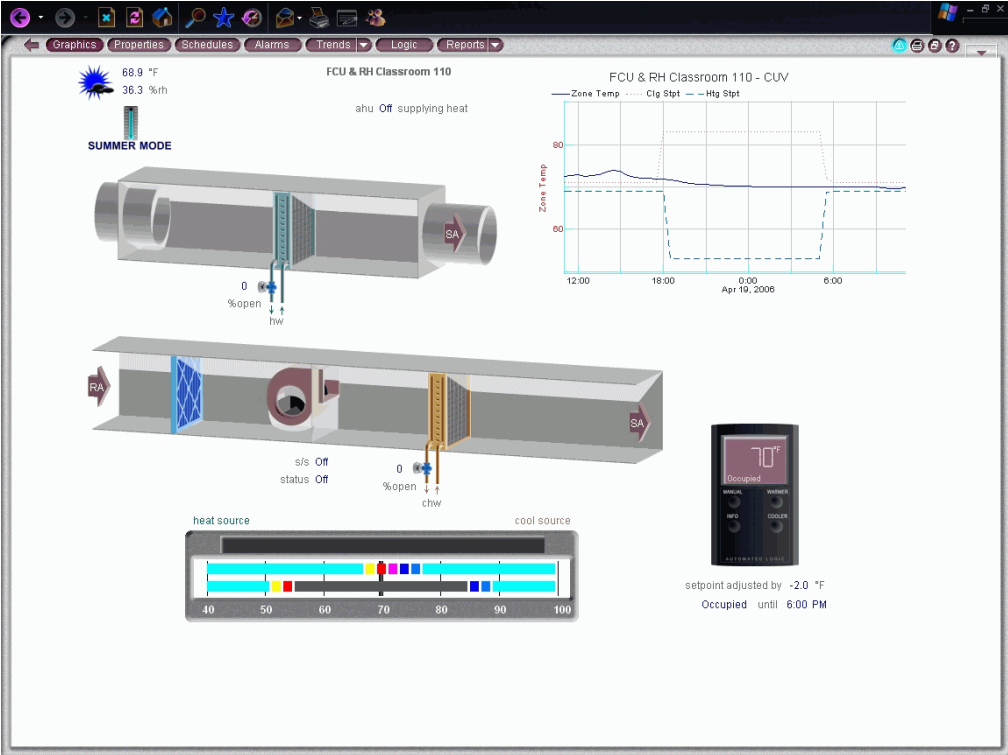 Graphics Properties Schedules Alarms Trends Logic Reports
68.9 °F
36.3 %rh
SUMMER MODE
FCU & RH Classroom 110
ahu Off supplying heat
FCU & RH Classroom 110 - CUV
Zone Temp Clg Stpt Htg Stpt
80
60
Zone Temp
12:00 18:00 0:00 6:00
Apr 19, 2006
SA
0
%open
hw
RA
SA
s/s Off
status Off
0
%open
chw
heat source cool source
40 50 60 70 80 90 100
70°F
Occupied
MANUAL WARMER
INFO COOLER
AUTOMATED LOGIC
setpoint adjusted by -2.0 °F
Occupied until 6:00 PM